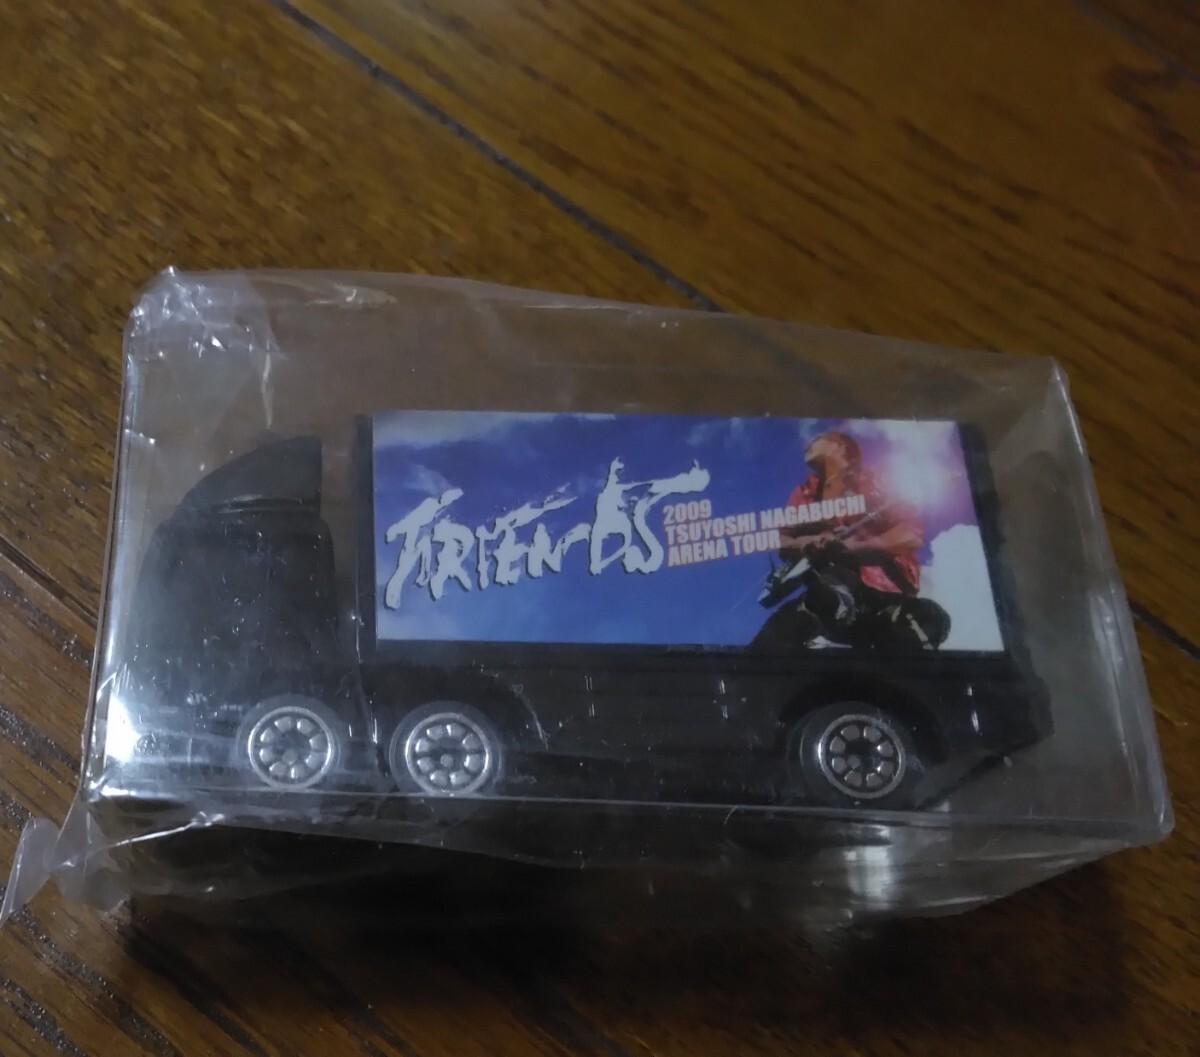 FRIENDS
2009
TSUYOSHI NAGABUCHI
ARENA TOUR